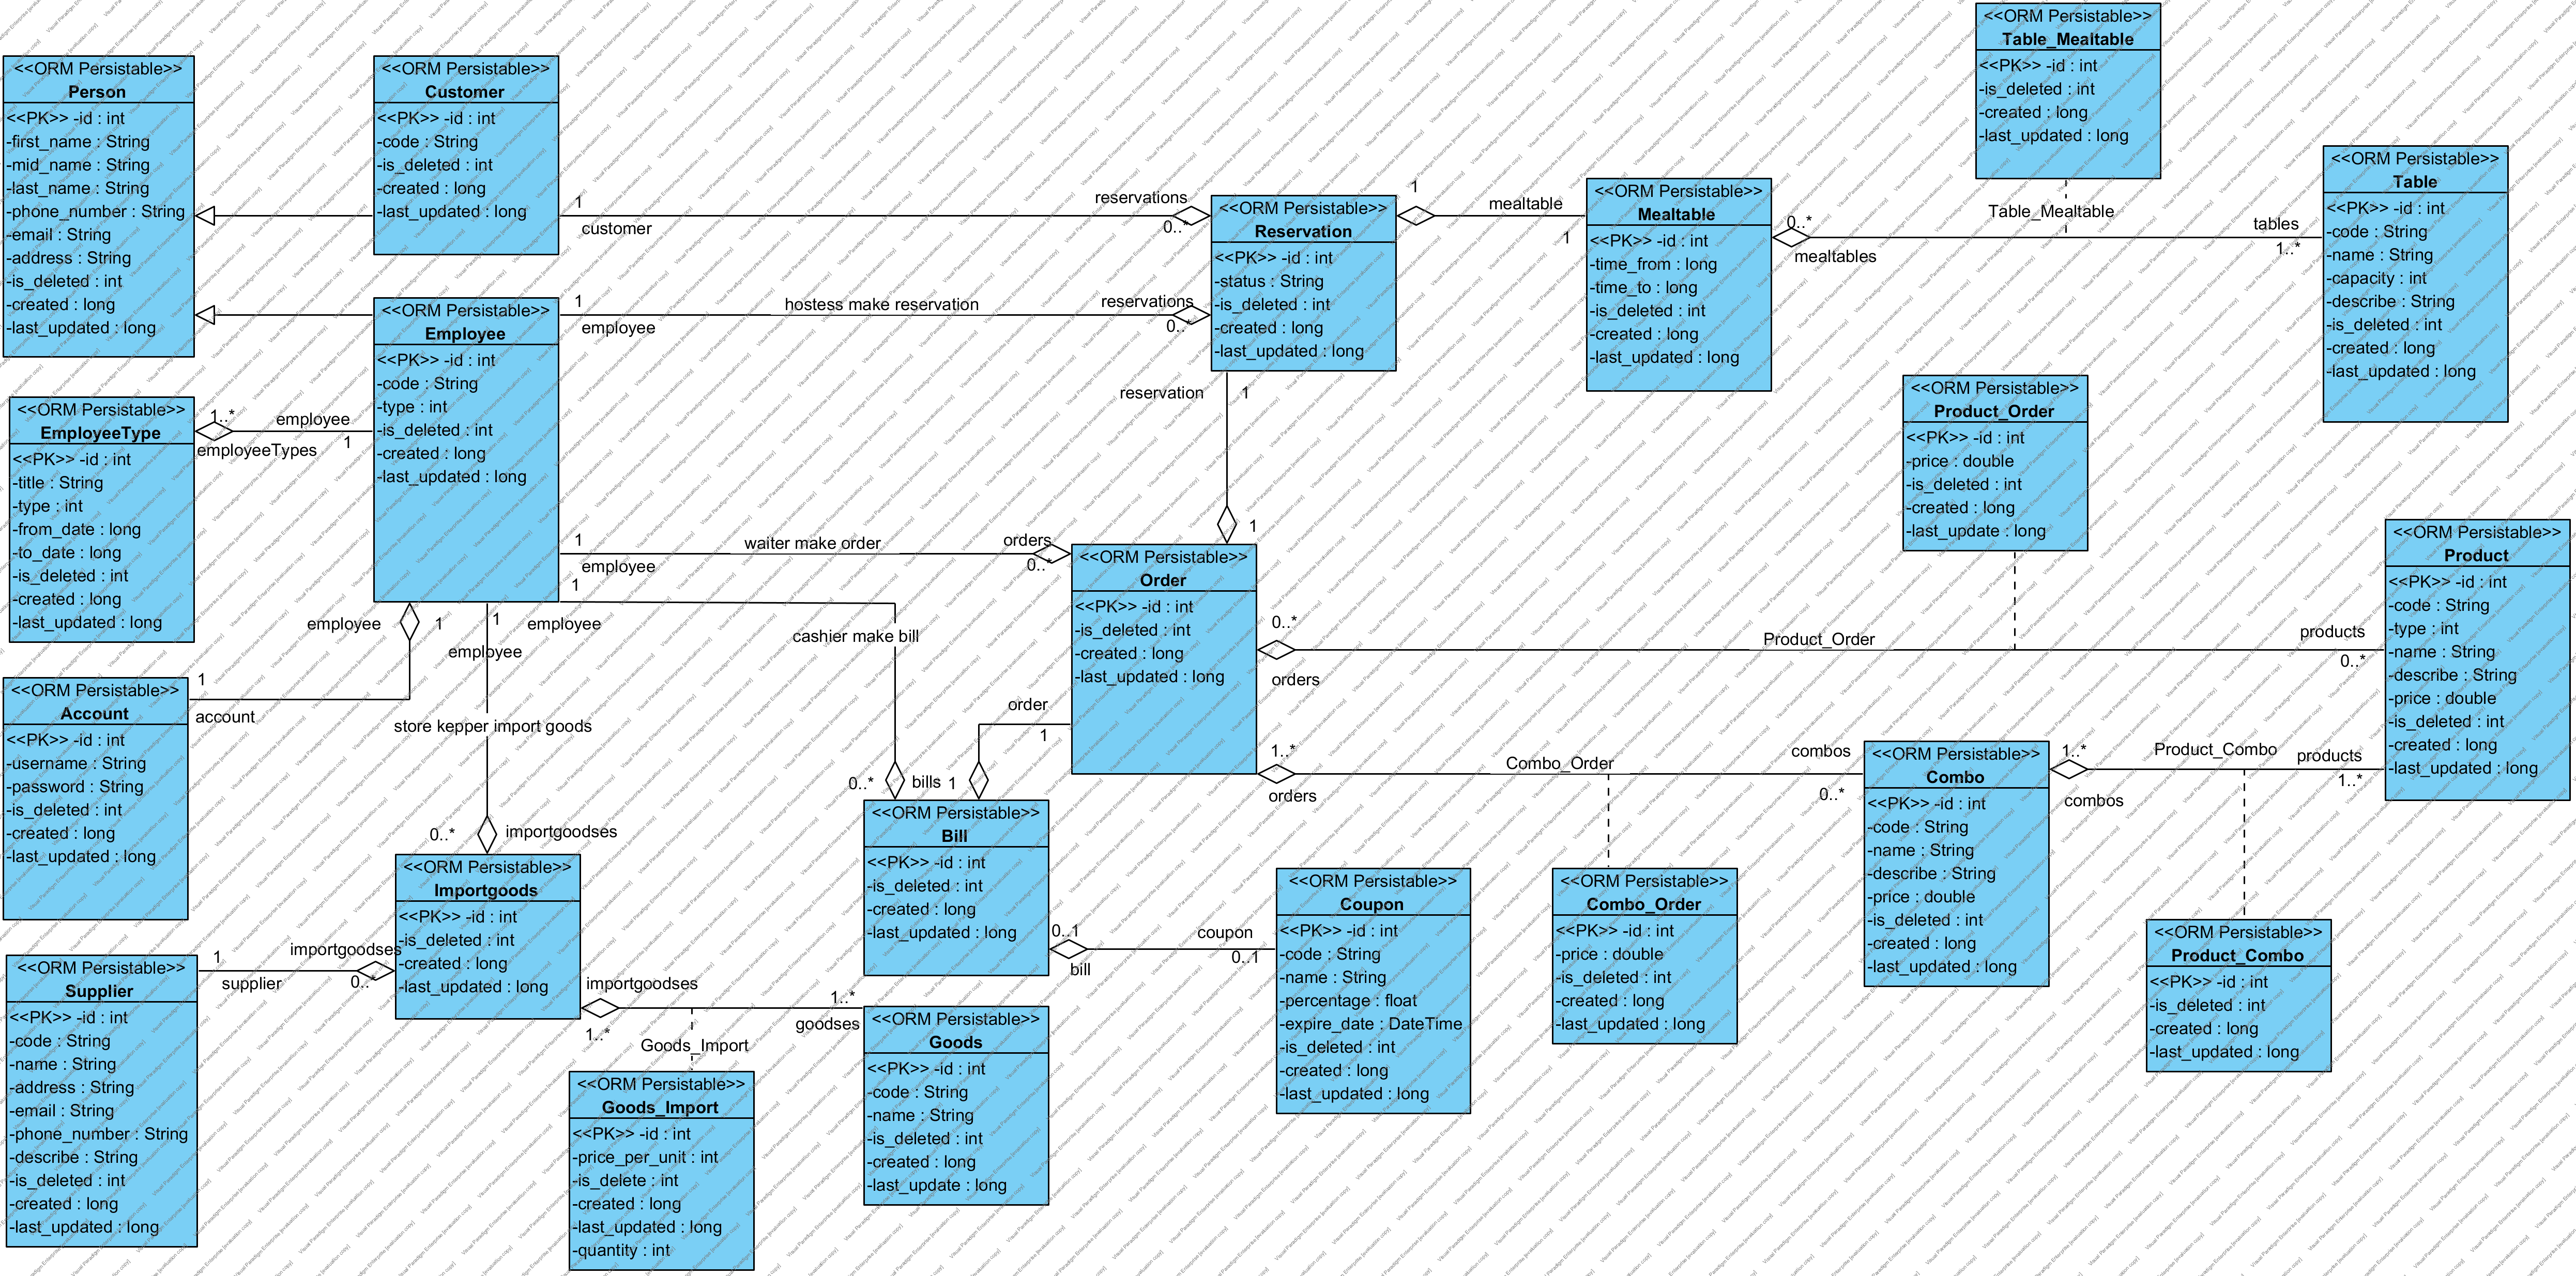 <<ORM Persistable>>
Person
<<PK>> -id : int
-first_name : String
-mid_name : String
-last_name : String
-phone_number : String
-email : String
-address : String
-is_deleted : int
-created : long
-last_updated : long
<<ORM Persistable>>
Customer
<<PK>> -id : int
-code : String
-is_deleted : int
-created : long
-last_updated : long
1
customer
reservations
0..*
<<ORM Persistable>>
Employee
<<PK>> -id : int
-code : String
-type : int
-is_deleted : int
-created : long
-last_updated : long
1
employee
hostess make reservation
reservations
0..*
<<ORM Persistable>>
Reservation
<<PK>> -id : int
-status : String
-is_deleted : int
-created : long
-last_updated : long
1
mealtable
1
<<ORM Persistable>>
Mealtable
<<PK>> -id : int
-time_from : long
-time_to : long
-is_deleted : int
-created : long
-last_updated : long
<<ORM Persistable>>
Table_Mealtable
<<PK>> -id : int
-is_deleted : int
-created : long
-last_updated : long
0..*
mealtables
Table_Mealtable
tables
1..*
<<ORM Persistable>>
Table
<<PK>> -id : int
-code : String
-name : String
-capacity : int
-describe : String
-is_deleted : int
-created : long
-last_updated : long
<<ORM Persistable>>
EmployeeType
<<PK>> -id : int
-title : String
-type : int
-from_date : long
-to_date : long
-is_deleted : int
-created : long
-last_updated : long
1..*
employeeTypes
employee
1
reservation
1
1
1
employee
waiter make order
orders
0..*
<<ORM Persistable>>
Order
<<PK>> -id : int
-is_deleted : int
-created : long
-last_updated : long
<<ORM Persistable>>
Product_Order
<<PK>> -id : int
-price : double
-is_deleted : int
-created : long
-last_update : long
0..*
orders
Product_Order
products
0..*
<<ORM Persistable>>
Product
<<PK>> -id : int
-code : String
-type : int
-name : String
-describe : String
-price : double
-is_deleted : int
-created : long
-last_updated : long
employee
1
1
account
<<ORM Persistable>>
Account
<<PK>> -id : int
-username : String
-password : String
-is_deleted : int
-created : long
-last_updated : long
1
employee
store kepper import goods
0..*
importgoodses
1
employee
cashier make bill
0..*
bills
order
1
1
<<ORM Persistable>>
Bill
<<PK>> -id : int
-is_deleted : int
-created : long
-last_updated : long
1..*
orders
Combo_Order
combos
0..*
<<ORM Persistable>>
Combo
<<PK>> -id : int
-code : String
-name : String
-describe : String
-price : double
-is_deleted : int
-created : long
-last_updated : long
1..*
combos
Product_Combo
products
1..*
<<ORM Persistable>>
Importgoods
<<PK>> -id : int
-is_deleted : int
-created : long
-last_updated : long
0..1
bill
coupon
0..1
<<ORM Persistable>>
Coupon
<<PK>> -id : int
-code : String
-name : String
-percentage : float
-expire_date : DateTime
-is_deleted : int
-created : long
-last_updated : long
<<ORM Persistable>>
Combo_Order
<<PK>> -id : int
-price : double
-is_deleted : int
-created : long
-last_updated : long
<<ORM Persistable>>
Product_Combo
<<PK>> -id : int
-is_deleted : int
-created : long
-last_updated : long
<<ORM Persistable>>
Supplier
<<PK>> -id : int
-code : String
-name : String
-address : String
-email : String
-phone_number : String
-describe : String
-is_deleted : int
-created : long
-last_updated : long
1
supplier
importgoodses
0..*
importgoodses
1..*
Goods_Import
1..*
goodses
<<ORM Persistable>>
Goods_Import
<<PK>> -id : int
-price_per_unit : int
-is_delete : int
-created : long
-last_updated : long
-quantity : int
<<ORM Persistable>>
Goods
<<PK>> -id : int
-code : String
-name : String
-is_deleted : int
-created : long
-last_update : long
Visual Paradigm Enterprise [evaluation copy]